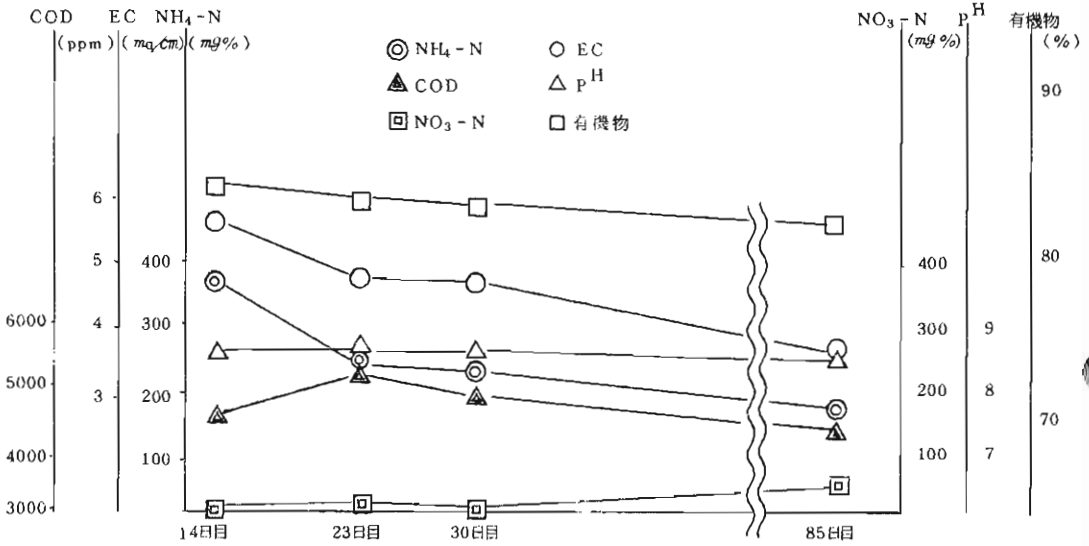 COD EC NH₄-N
(ppm) (mʊ/cm) (mg%)
NO₃-N Pᴴ 有機物
(mg%) (%)
NH₄-N EC
COD Pᴴ
NO₃-N 有機物
90
6
5 400 400 80
6000 4 300 300 9
5000 3 200 200 8 70
4000 100 100 7
3000
14日目 23日目 30日目 85日目